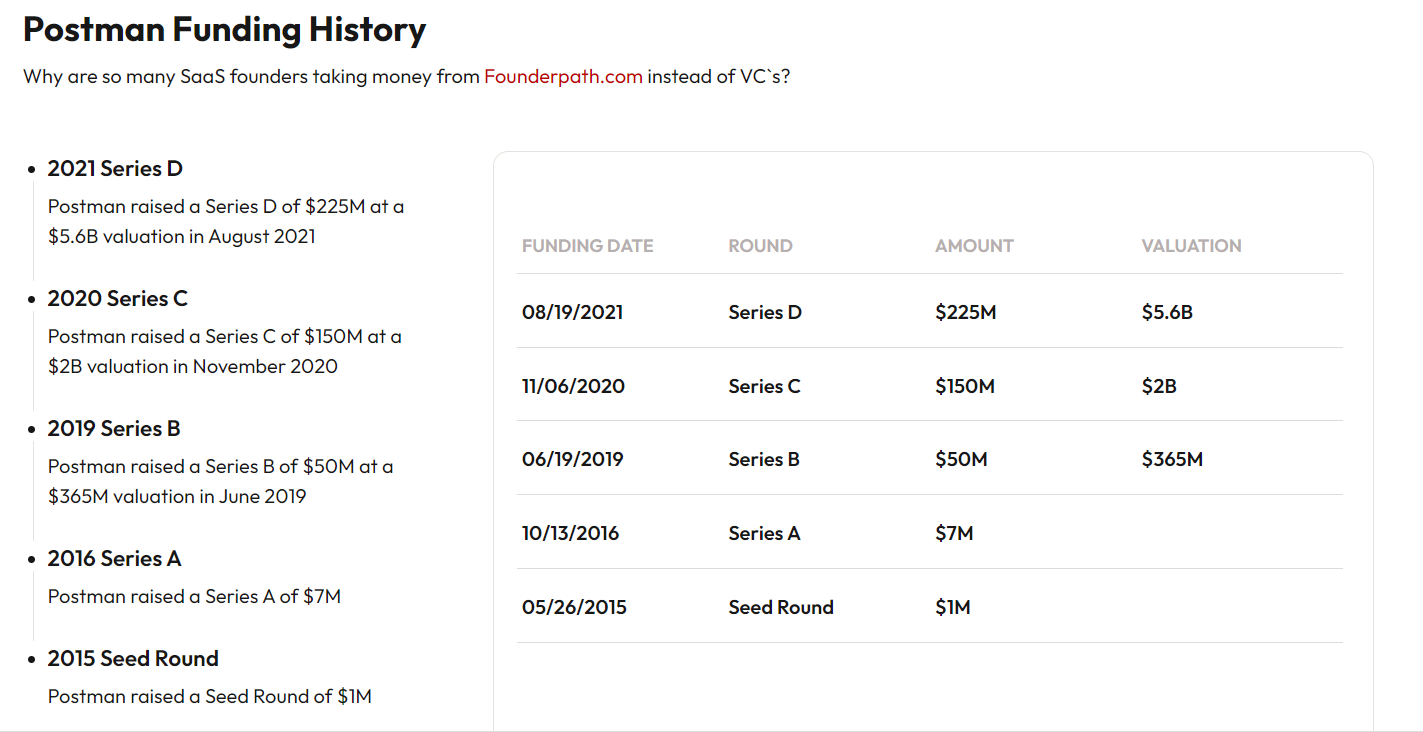 Postman Funding History
Why are so many SaaS founders taking money from Founderpath.com instead of VC`s?
2021 Series D
Postman raised a Series D of $225M at a
$5.6B valuation in August 2021
2020 Series C
Postman raised a Series C of $150M at a
$2B valuation in November 2020
2019 Series B
Postman raised a Series B of $50M at a
$365M valuation in June 2019
2016 Series A
Postman raised a Series A of $7M
2015 Seed Round
Postman raised a Seed Round of $1M
FUNDING DATE ROUND AMOUNT VALUATION
08/19/2021 Series D $225M $5.6B
11/06/2020 Series C $150M $2B
06/19/2019 Series B $50M $365M
10/13/2016 Series A $7M
05/26/2015 Seed Round $1M